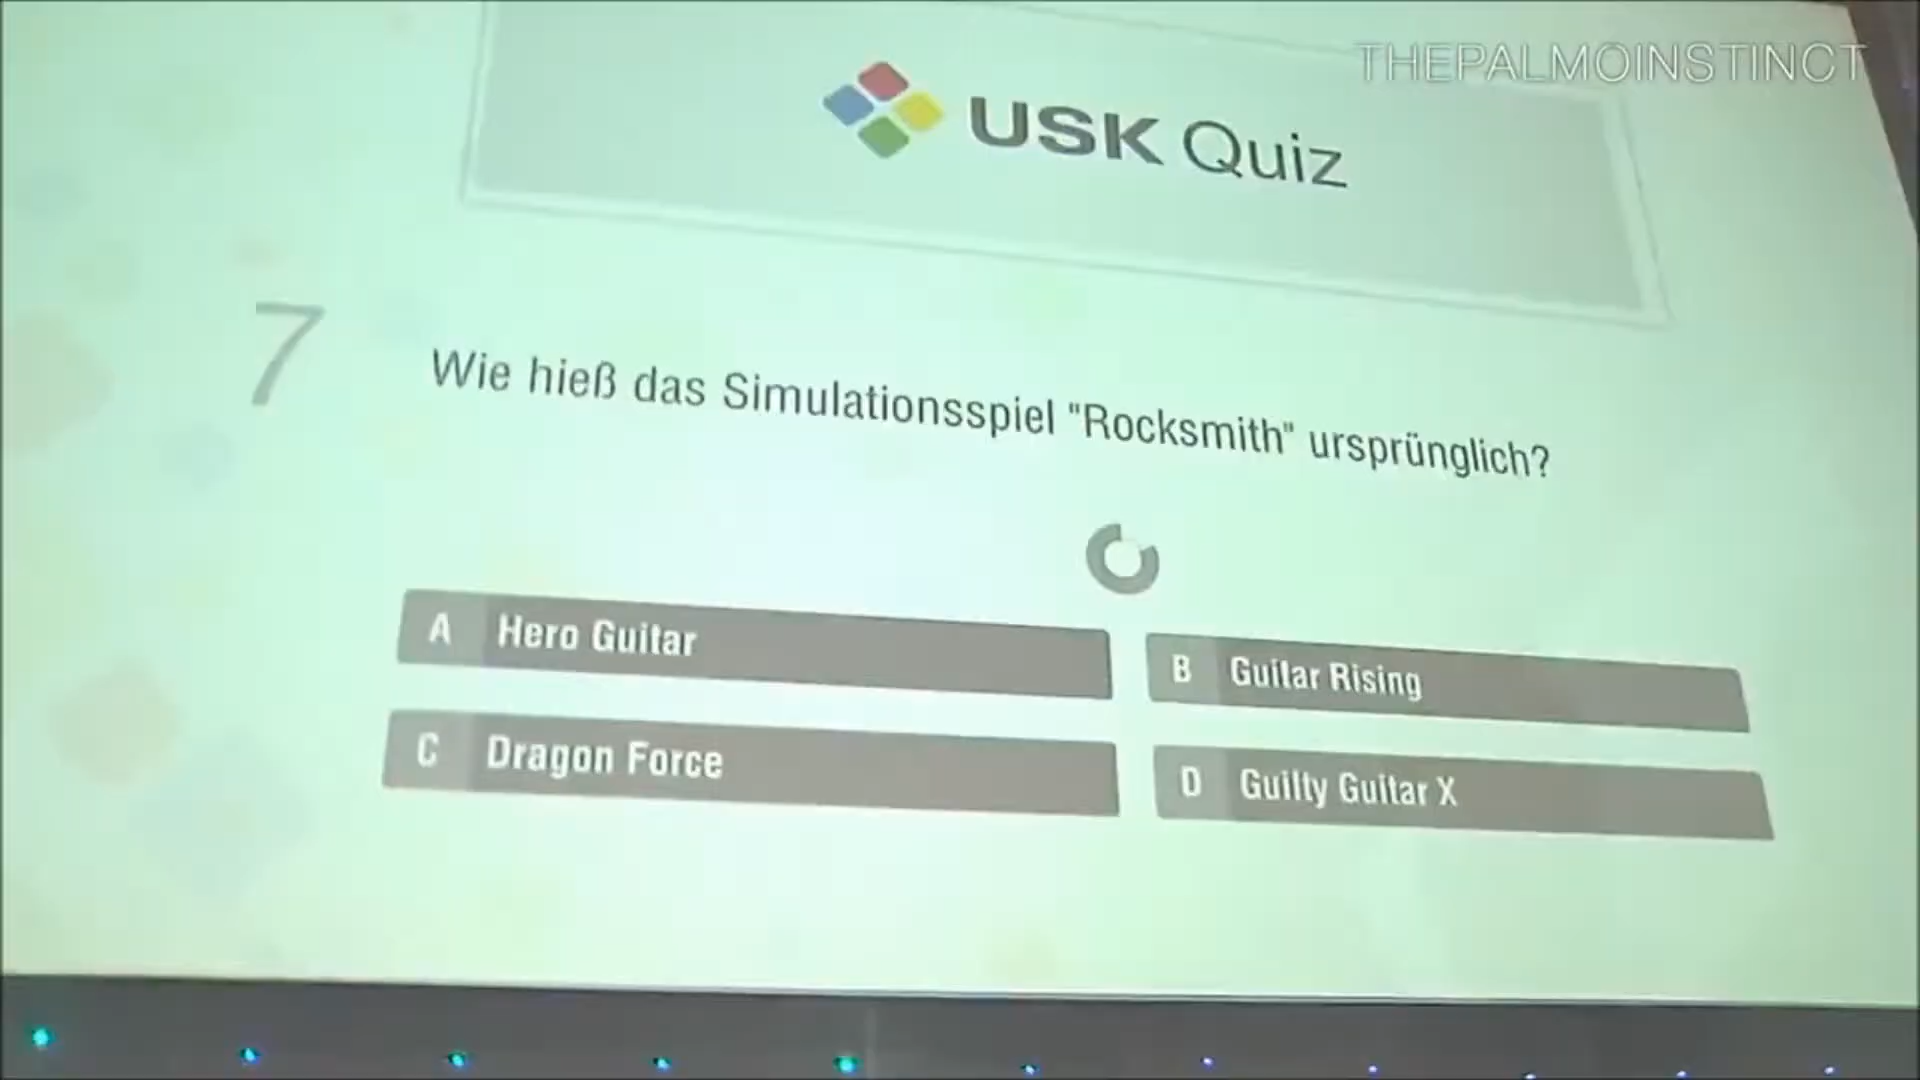 THEPALMOINSTINCT
USK Quiz
7
Wie hieß das Simulationsspiel "Rocksmith" ursprünglich?
A Hero Guitar
B Guitar Rising
C Dragon Force
D Guilty Guitar X